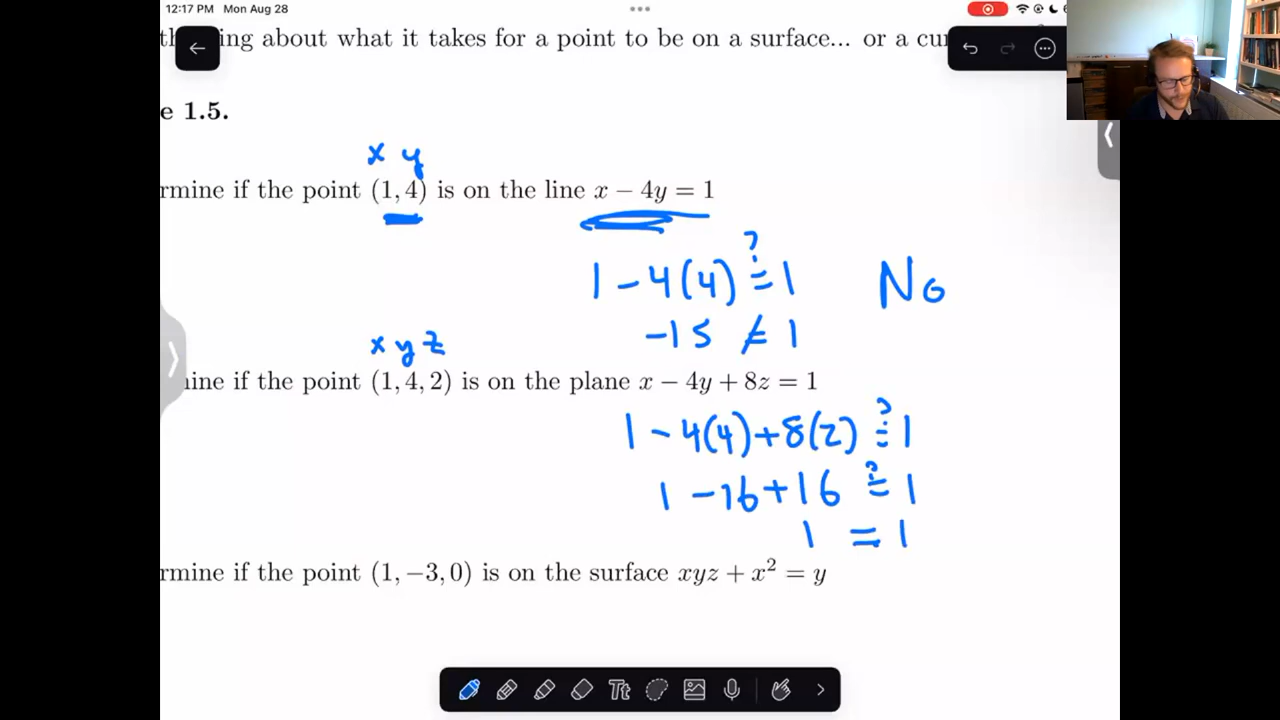 12:17 PM Mon Aug 28
ing about what it takes for a point to be on a surface... or a cu
e 1.5.
x y
rmine if the point (1, 4) is on the line x − 4y = 1
1 − 4(4) ?= 1 No
−15 ≠ 1
x y z
ine if the point (1, 4, 2) is on the plane x − 4y + 8z = 1
1 − 4(4) + 8(2) ?= 1
1 − 16 + 16 ?= 1
1 = 1
rmine if the point (1, −3, 0) is on the surface xyz + x² = y
Tt